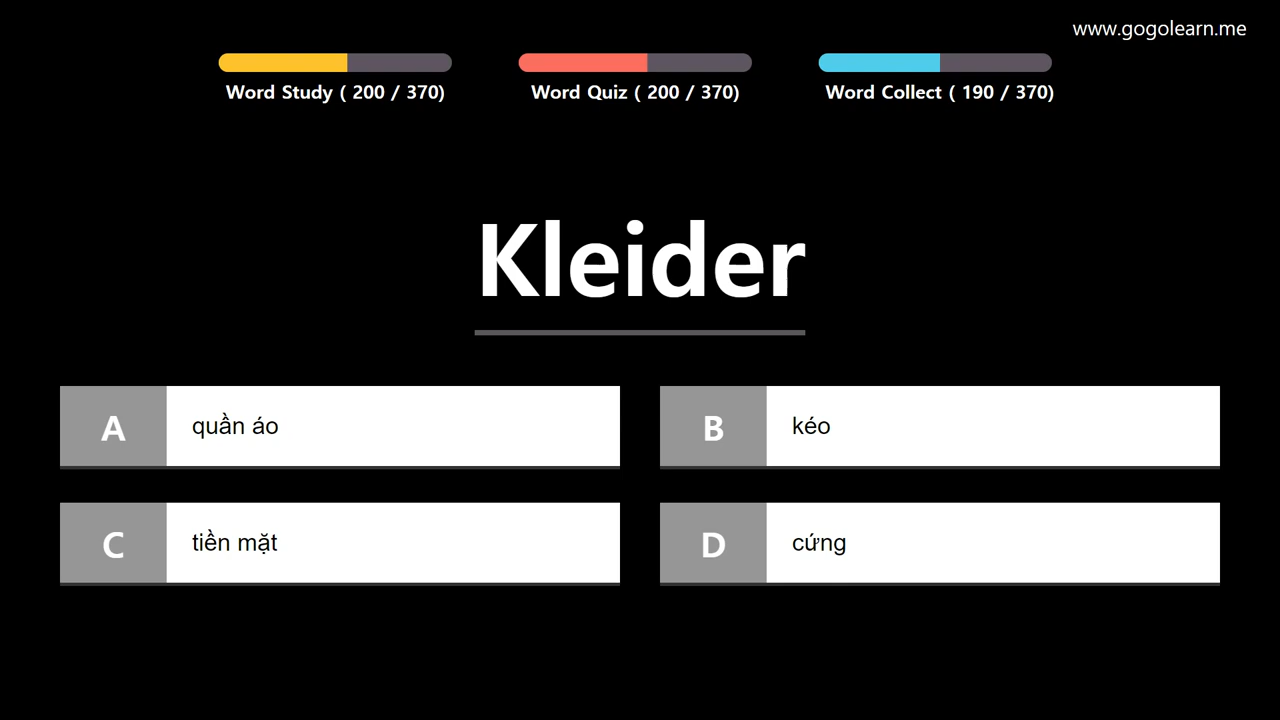 www.gogolearn.me
Word Study ( 200 / 370)
Word Quiz ( 200 / 370)
Word Collect ( 190 / 370)
Kleider
A
quần áo
B
kéo
C
tiền mặt
D
cứng